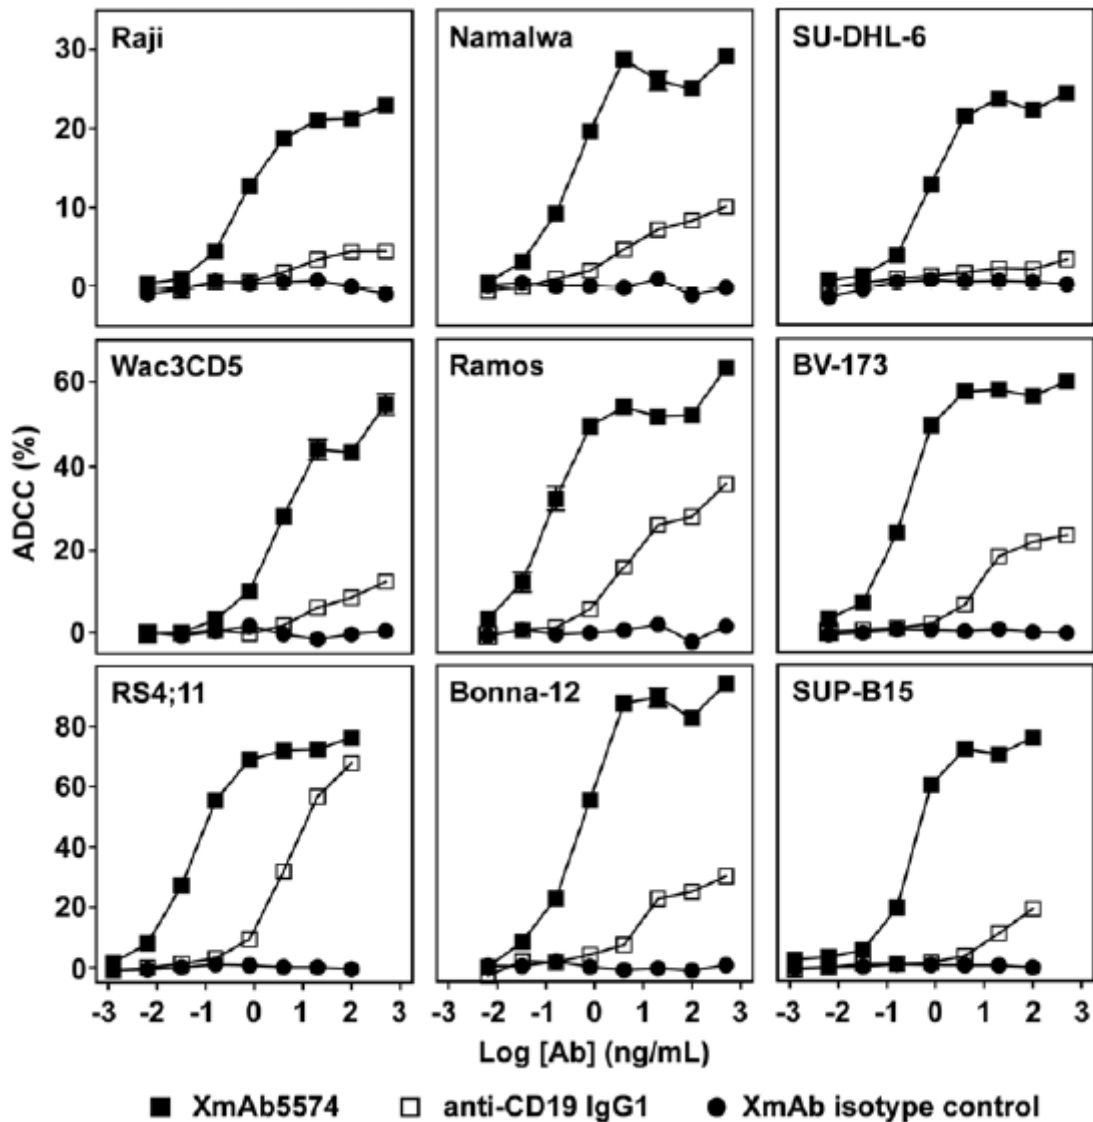 Raji Namalwa SU-DHL-6
30
20
10
0
Wac3CD5 Ramos BV-173
60
40
20
0
ADCC (%)
RS4;11 Bonna-12 SUP-B15
80
60
40
20
0
-3 -2 -1 0 1 2 3 -3 -2 -1 0 1 2 3 -3 -2 -1 0 1 2 3
Log [Ab] (ng/mL)
XmAb5574 anti-CD19 IgG1 XmAb isotype control